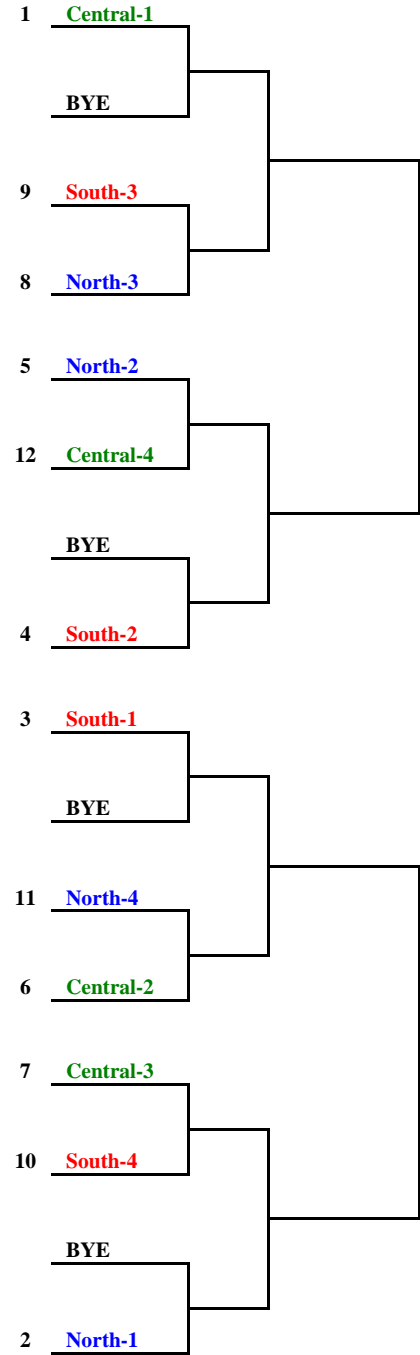 1 Central-1
BYE
9 South-3
8 North-3
5 North-2
12 Central-4
BYE
4 South-2
3 South-1
BYE
11 North-4
6 Central-2
7 Central-3
10 South-4
BYE
2 North-1